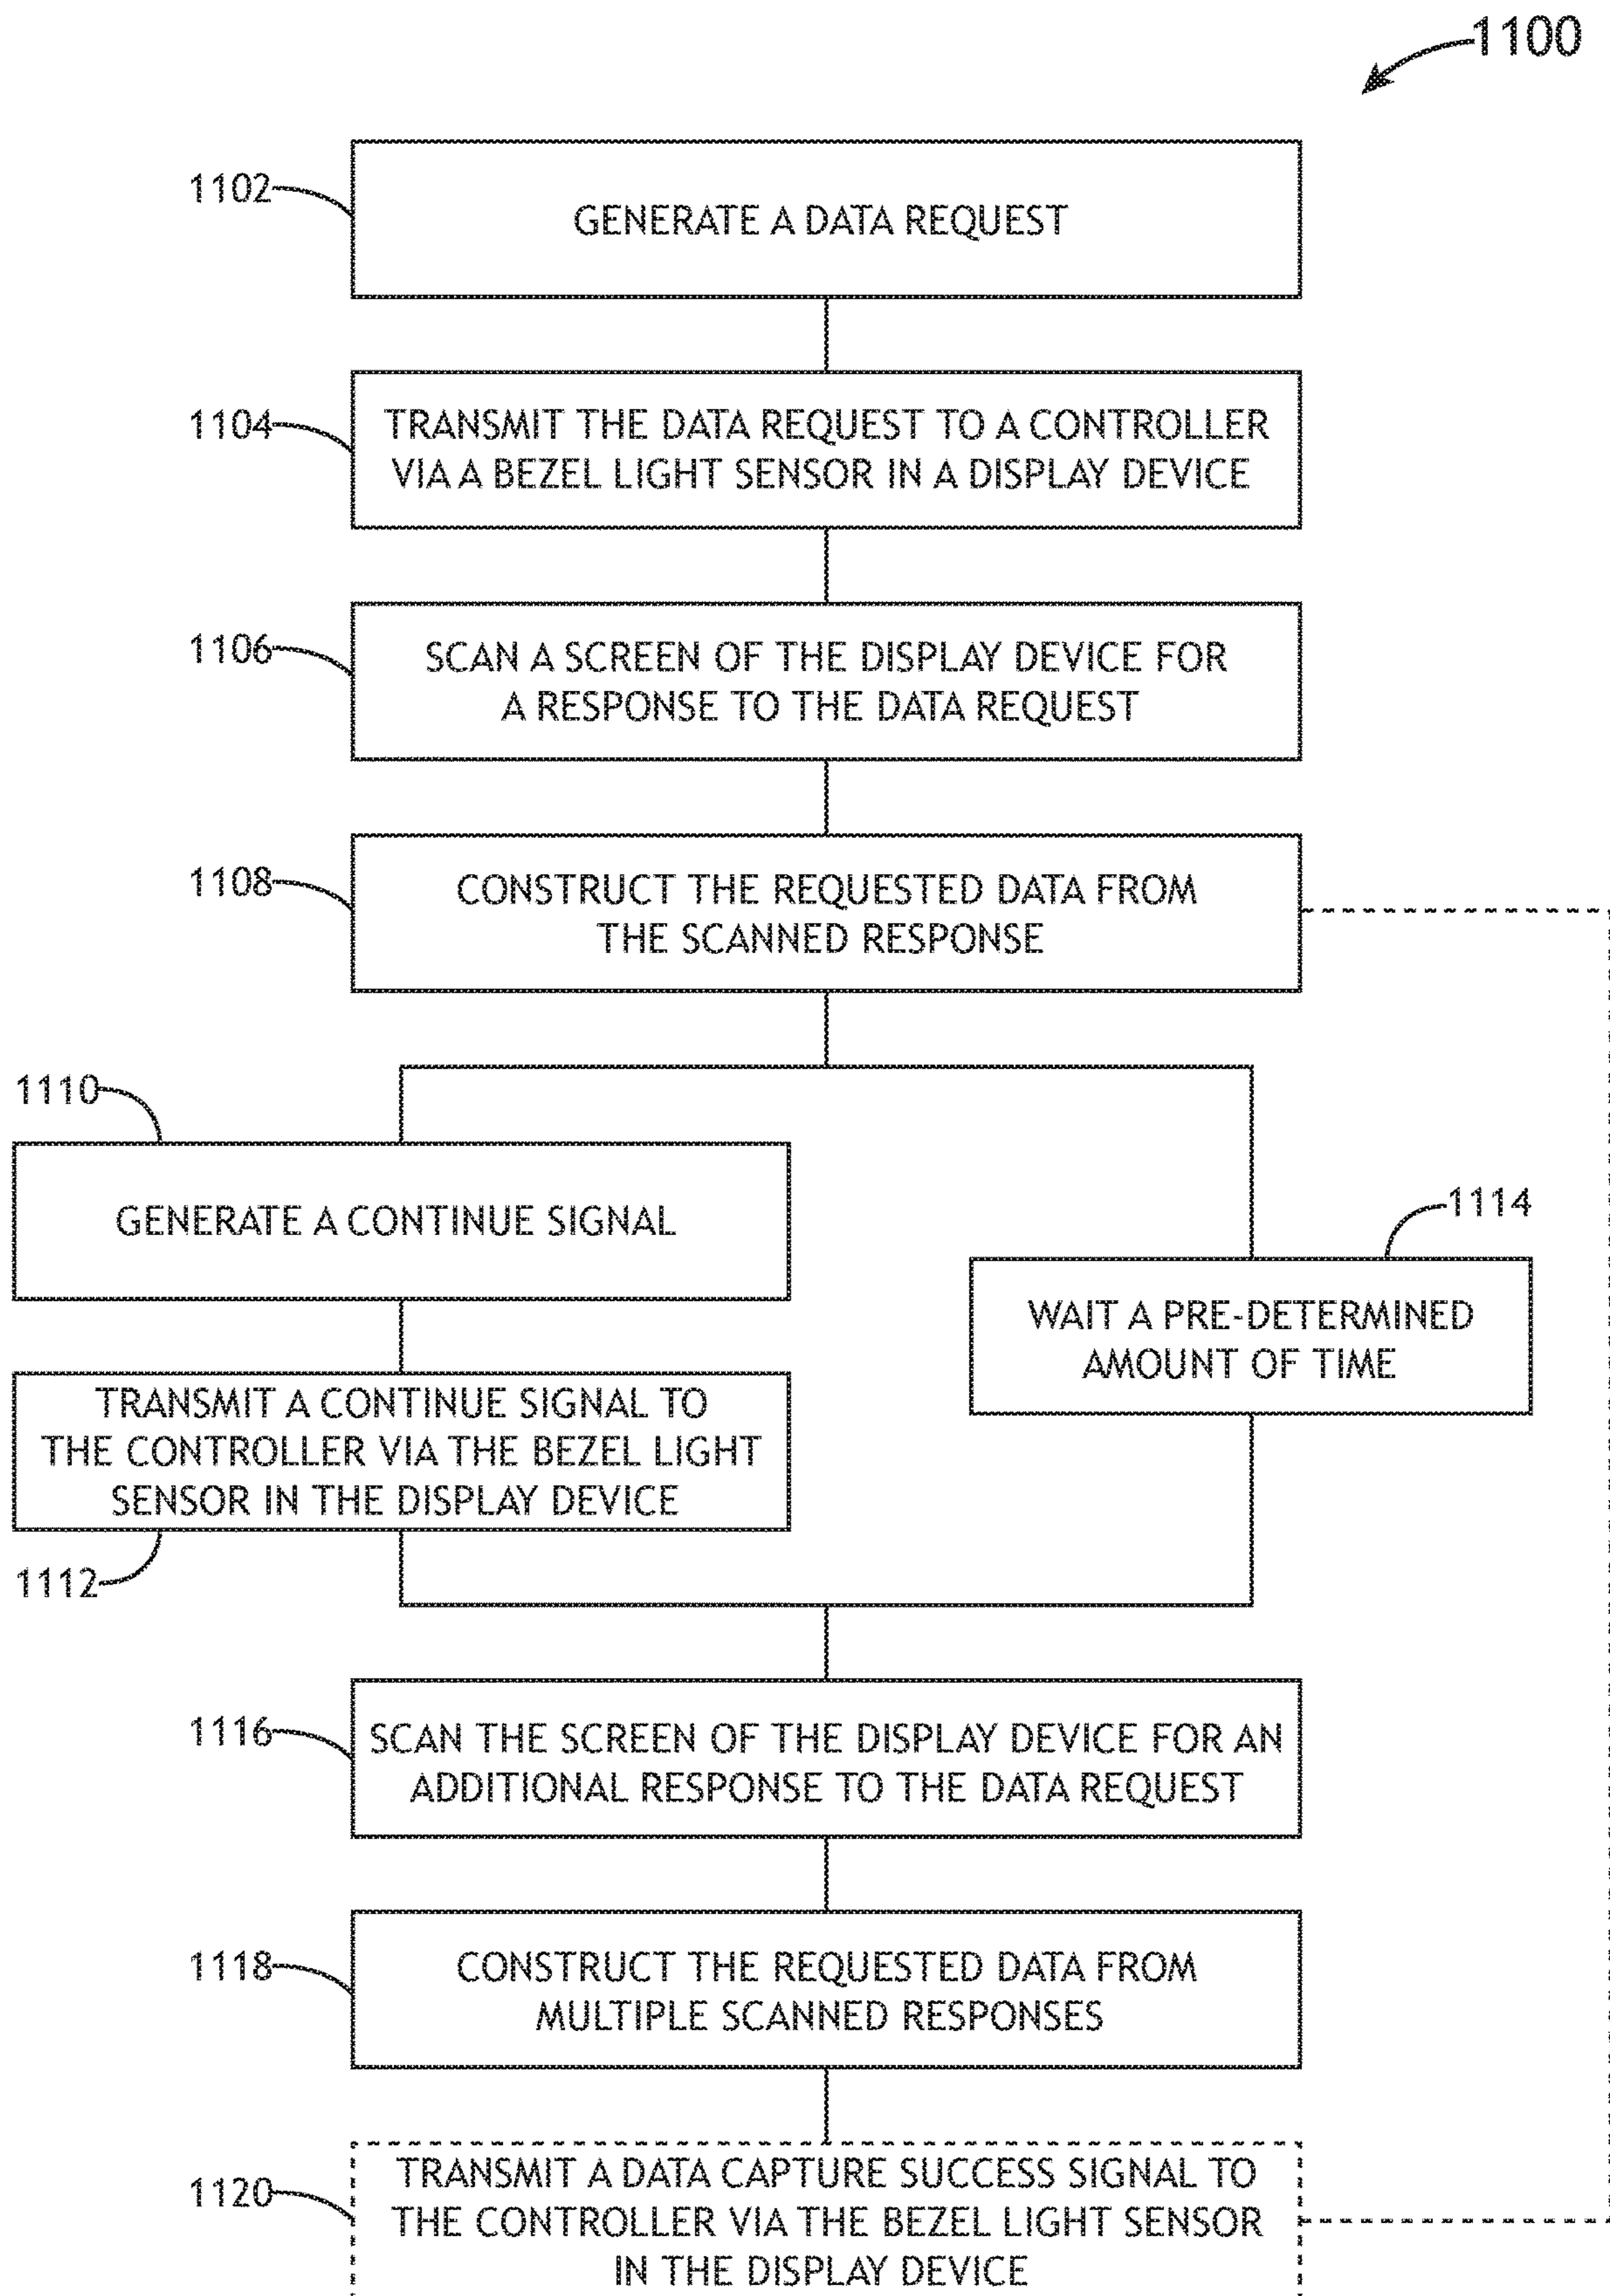 1100
1102
GENERATE A DATA REQUEST
1104
TRANSMIT THE DATA REQUEST TO A CONTROLLER
VIA A BEZEL LIGHT SENSOR IN A DISPLAY DEVICE
1106
SCAN A SCREEN OF THE DISPLAY DEVICE FOR
A RESPONSE TO THE DATA REQUEST
1108
CONSTRUCT THE REQUESTED DATA FROM
THE SCANNED RESPONSE
1110
GENERATE A CONTINUE SIGNAL
TRANSMIT A CONTINUE SIGNAL TO
THE CONTROLLER VIA THE BEZEL LIGHT
SENSOR IN THE DISPLAY DEVICE
1112
1114
WAIT A PRE-DETERMINED
AMOUNT OF TIME
1116
SCAN THE SCREEN OF THE DISPLAY DEVICE FOR AN
ADDITIONAL RESPONSE TO THE DATA REQUEST
1118
CONSTRUCT THE REQUESTED DATA FROM
MULTIPLE SCANNED RESPONSES
1120
TRANSMIT A DATA CAPTURE SUCCESS SIGNAL TO
THE CONTROLLER VIA THE BEZEL LIGHT SENSOR
IN THE DISPLAY DEVICE